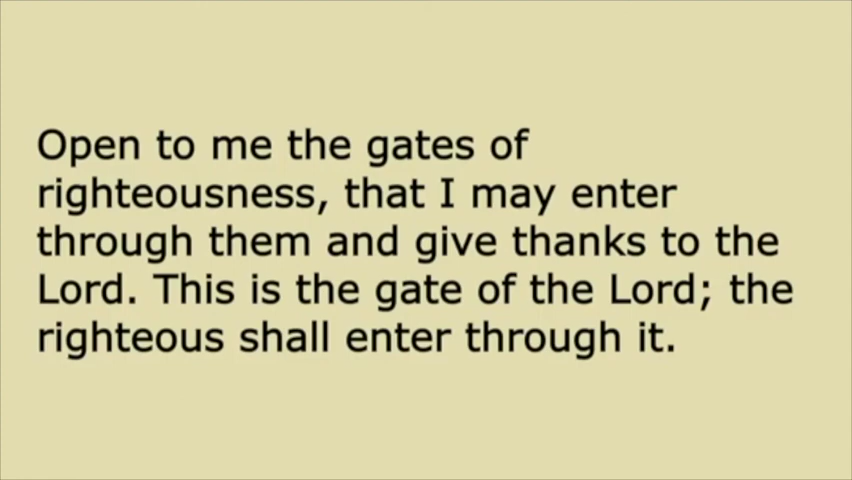 Open to me the gates of
righteousness, that I may enter
through them and give thanks to the
Lord. This is the gate of the Lord; the
righteous shall enter through it.